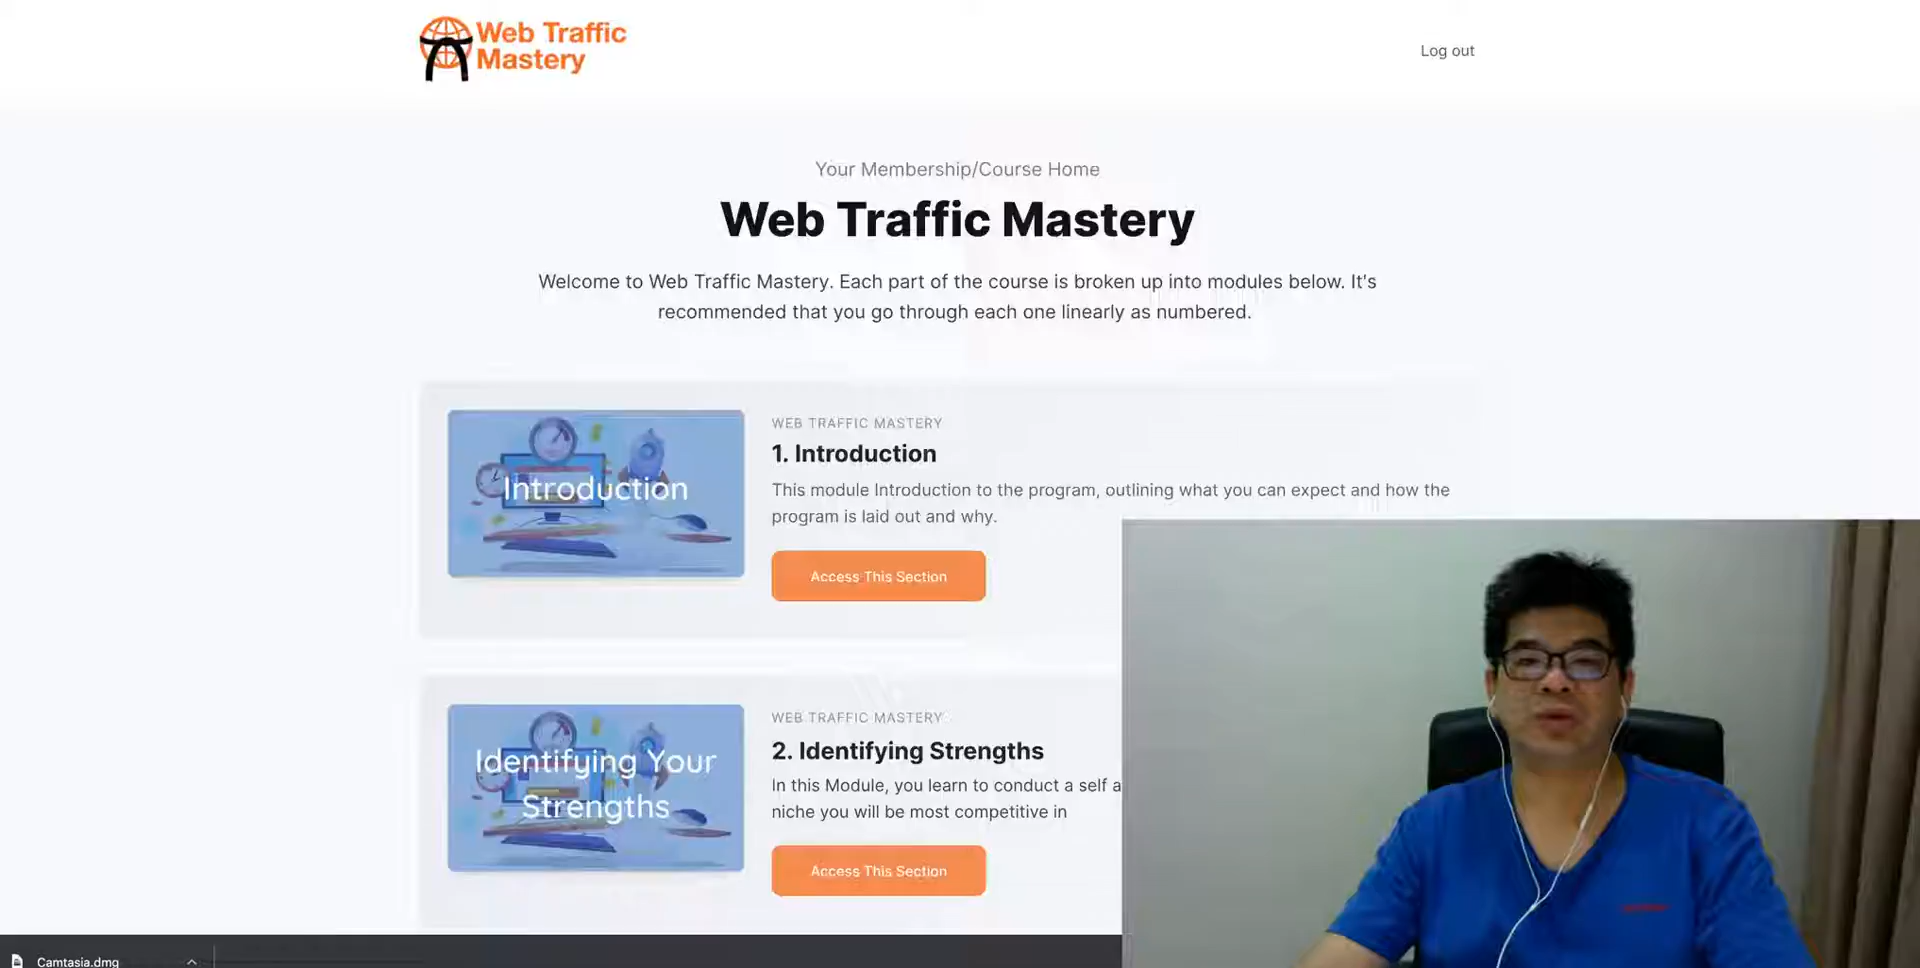 Web Traffic
Mastery
Log out
Your Membership/Course Home
Web Traffic Mastery
Welcome to Web Traffic Mastery. Each part of the course is broken up into modules below. It's
recommended that you go through each one linearly as numbered.
Introduction
WEB TRAFFIC MASTERY
1. Introduction
This module Introduction to the program, outlining what you can expect and how the
program is laid out and why.
Access This Section
Identifying Your
Strengths
WEB TRAFFIC MASTERY
2. Identifying Strengths
In this Module, you learn to conduct a self a
niche you will be most competitive in
Access This Section
Camtasia.dmg